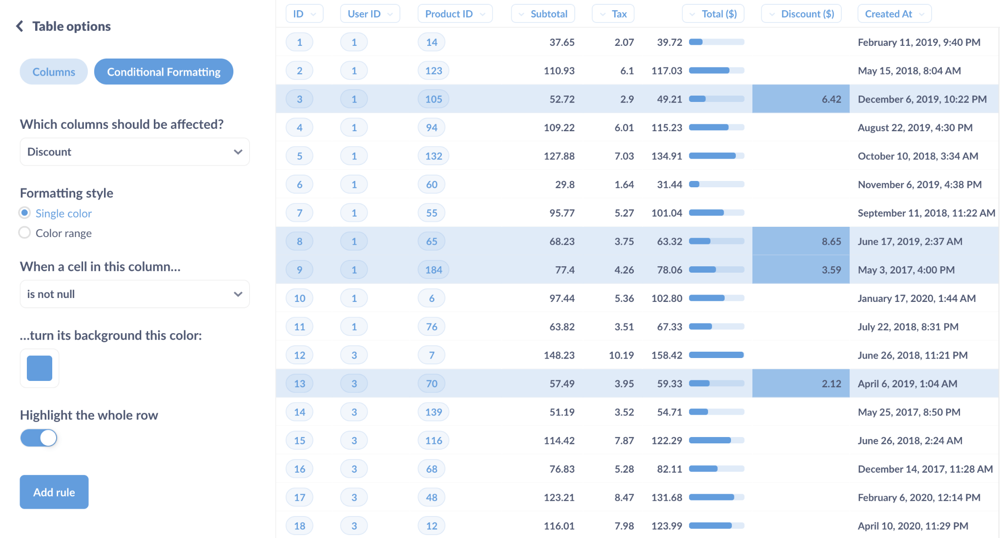 Table options
Columns Conditional Formatting
Which columns should be affected?
Discount
Formatting style
Single color
Color range
When a cell in this column...
is not null
...turn its background this color:
Highlight the whole row
Add rule
ID User ID Product ID Subtotal Tax Total ($) Discount ($) Created At
1 1 14 37.65 2.07 39.72 February 11, 2019, 9:40 PM
2 1 123 110.93 6.1 117.03 May 15, 2018, 8:04 AM
3 1 105 52.72 2.9 49.21 6.42 December 6, 2019, 10:22 PM
4 1 94 109.22 6.01 115.23 August 22, 2019, 4:30 PM
5 1 132 127.88 7.03 134.91 October 10, 2018, 3:34 AM
6 1 60 29.8 1.64 31.44 November 6, 2019, 4:38 PM
7 1 55 95.77 5.27 101.04 September 11, 2018, 11:22 AM
8 1 65 68.23 3.75 63.32 8.65 June 17, 2019, 2:37 AM
9 1 184 77.4 4.26 78.06 3.59 May 3, 2017, 4:00 PM
10 1 6 97.44 5.36 102.80 January 17, 2020, 1:44 AM
11 1 76 63.82 3.51 67.33 July 22, 2018, 8:31 PM
12 3 7 148.23 10.19 158.42 June 26, 2018, 11:21 PM
13 3 70 57.49 3.95 59.33 2.12 April 6, 2019, 1:04 AM
14 3 139 51.19 3.52 54.71 May 25, 2017, 8:50 PM
15 3 116 114.42 7.87 122.29 June 26, 2018, 2:24 AM
16 3 68 76.83 5.28 82.11 December 14, 2017, 11:28 AM
17 3 48 123.21 8.47 131.68 February 6, 2020, 12:14 PM
18 3 12 116.01 7.98 123.99 April 10, 2020, 11:29 PM